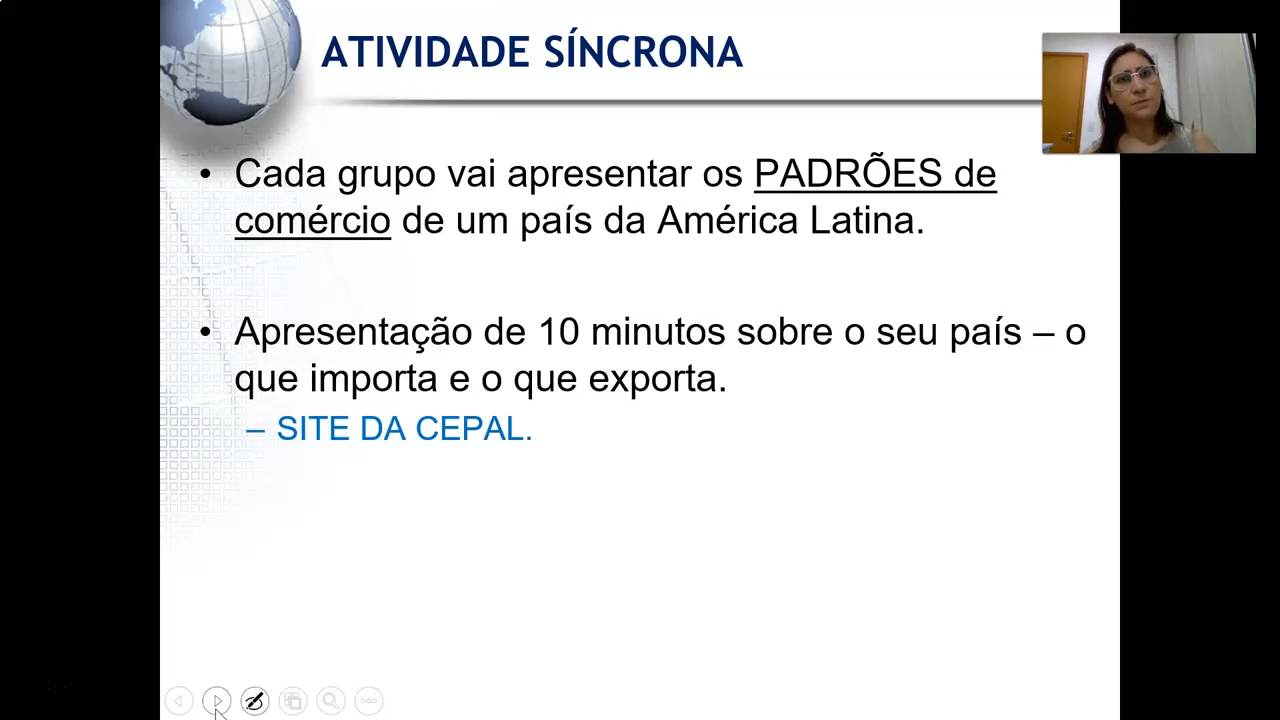 ATIVIDADE SÍNCRONA
• Cada grupo vai apresentar os PADRÕES de
comércio de um país da América Latina.
• Apresentação de 10 minutos sobre o seu país – o
que importa e o que exporta.
– SITE DA CEPAL.